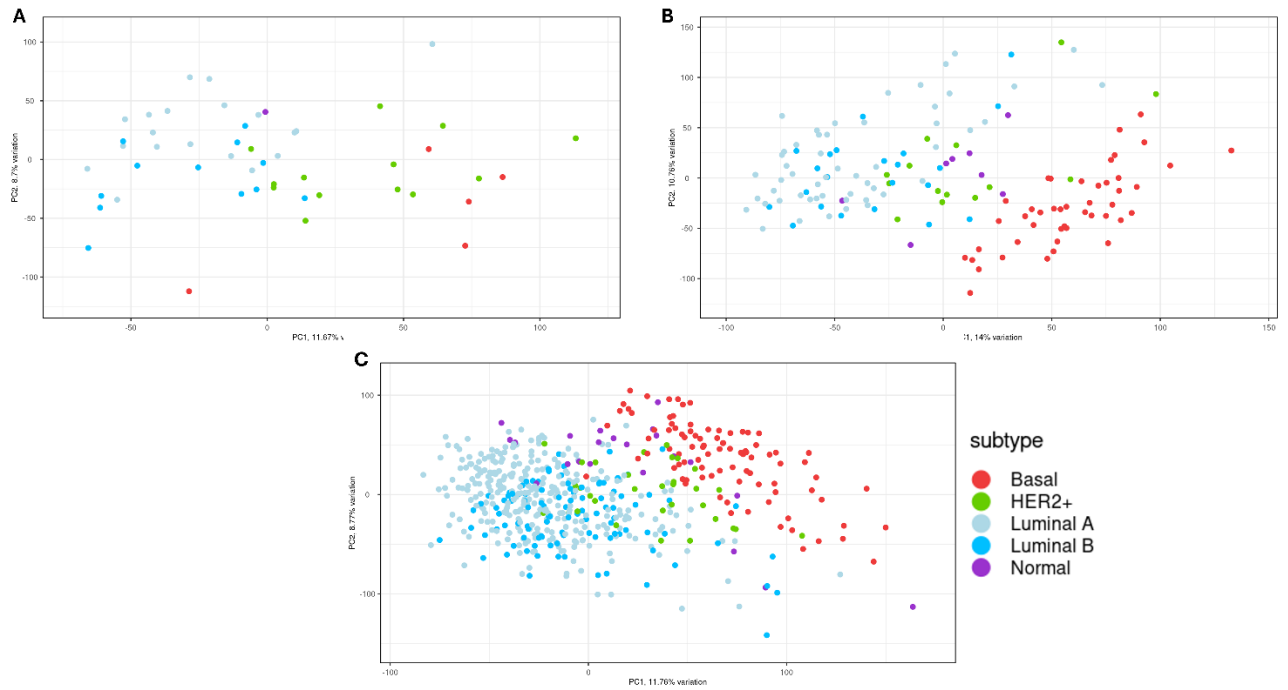 A
100
50
0
-50
-100
PC2, 8.7% variation
-50
0
50
100
PC1, 11.67%
B
150
100
50
0
-50
-100
PC2, 10.76% variation
-100
-50
0
50
100
150
1, 14% variation
C
100
0
-100
PC2, 8.77% variation
-100
0
100
PC1, 11.76% variation
subtype
Basal
HER2+
Luminal A
Luminal B
Normal